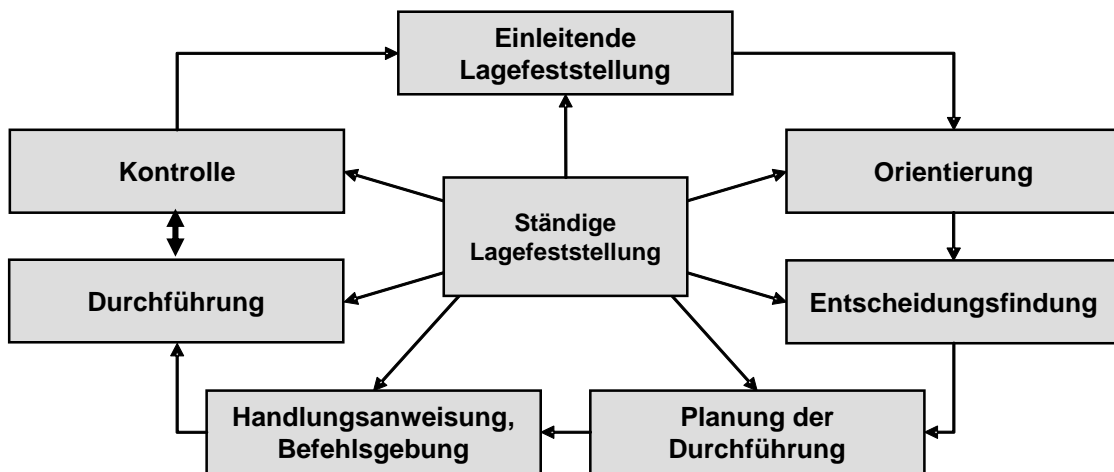 Einleitende
Lagefeststellung
Kontrolle
Orientierung
Ständige
Lagefeststellung
Durchführung
Entscheidungsfindung
Handlungsanweisung,
Befehlsgebung
Planung der
Durchführung